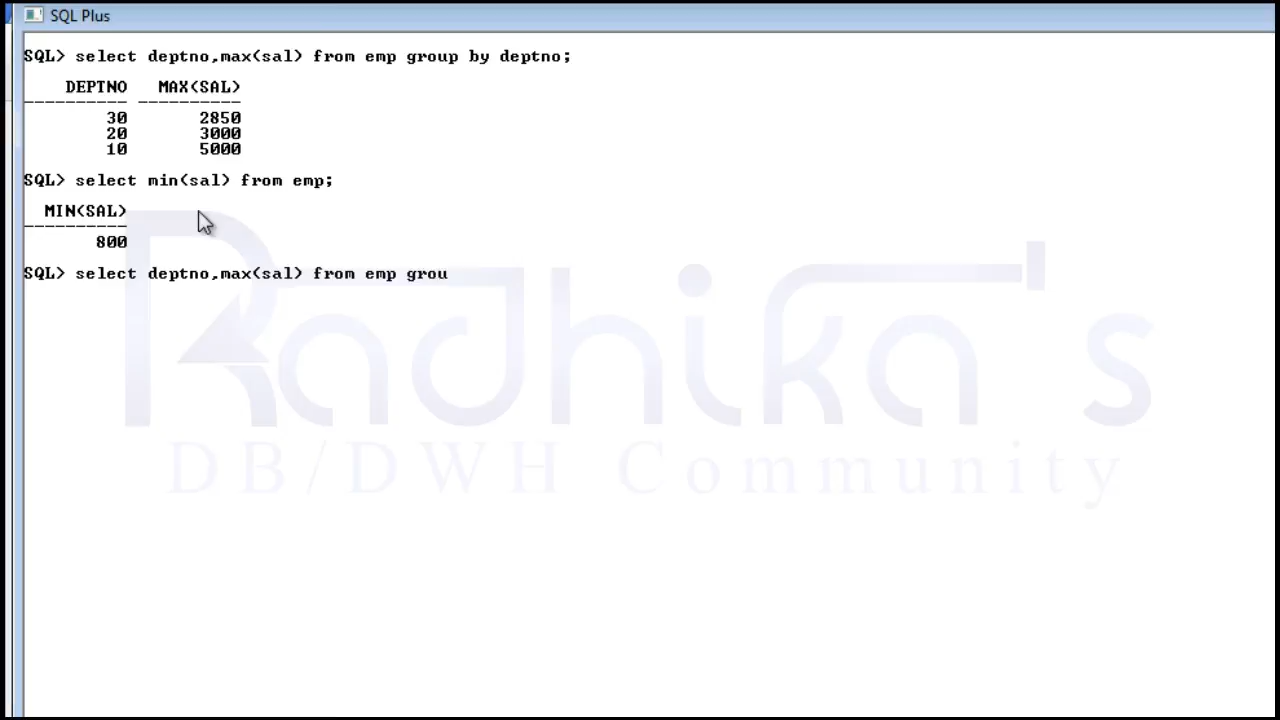 SQL Plus
SQL> select deptno,max(sal) from emp group by deptno;
DEPTNO MAX(SAL)
---------- ----------
30 2850
20 3000
10 5000
SQL> select min(sal) from emp;
MIN(SAL)
----------
800
SQL> select deptno,max(sal) from emp grou
Radhika's
DB/DWH Community